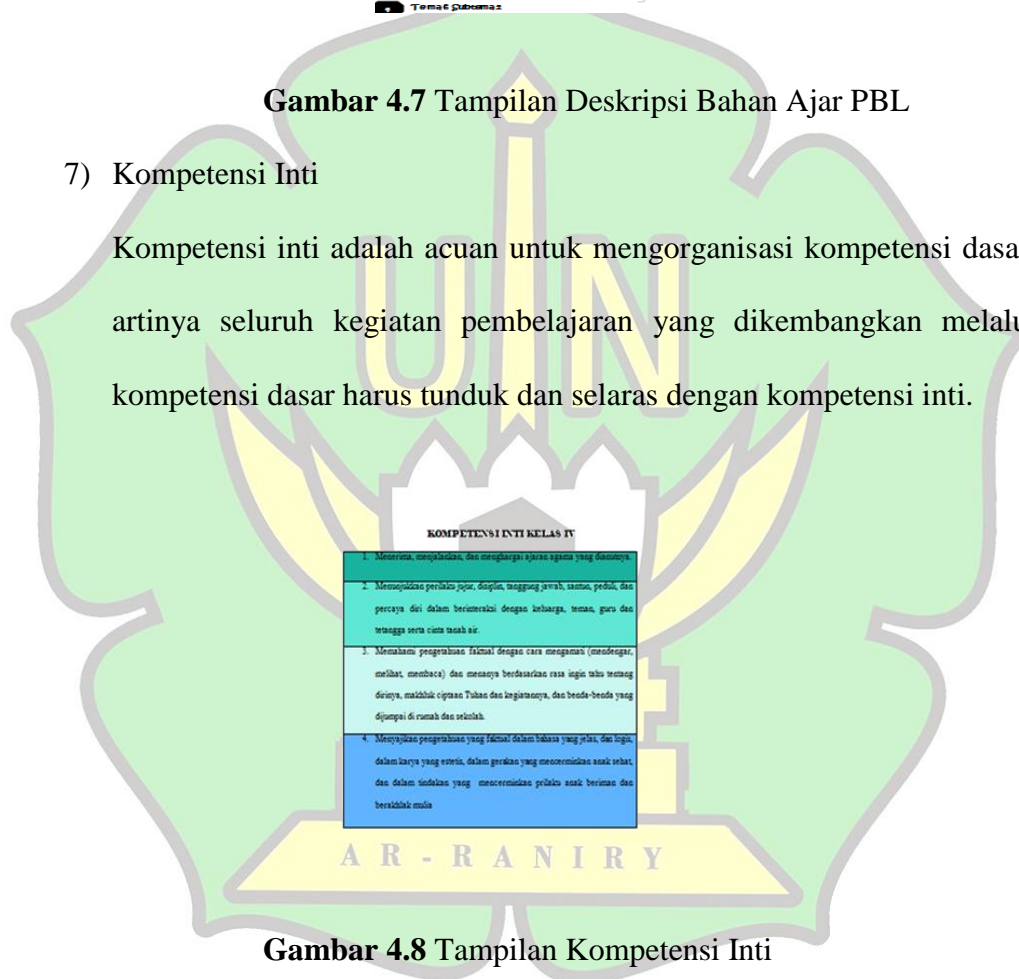 Gambar 4.7 Tampilan Deskripsi Bahan Ajar PBL
7) Kompetensi Inti
Kompetensi inti adalah acuan untuk mengorganisasi kompetensi dasa
artinya seluruh kegiatan pembelajaran yang dikembangkan melalu
kompetensi dasar harus tunduk dan selaras dengan kompetensi inti.
UIN
KOMPETENSI INTI KELAS IV
1. Menerima, menjalankan, dan menghargai ajaran agama yang dianutnya.
2. Menunjukkan perilaku jujur, disiplin, tanggung jawab, santun, peduli, dan
percaya diri dalam berinteraksi dengan keluarga, teman, guru dan
tetangga serta cinta tanah air.
3. Memahami pengetahuan faktual dengan cara mengamati (mendengar,
melihat, membaca) dan menanya berdasarkan rasa ingin tahu tentang
dirinya, makhluk ciptaan Tuhan dan kegiatannya, dan benda-benda yang
dijumpai di rumah dan sekolah.
4. Menyajikan pengetahuan yang faktual dalam bahasa yang jelas, dan logis,
dalam karya yang estetis, dalam gerakan yang mencerminkan anak sehat,
dan dalam tindakan yang mencerminkan prilaku anak beriman dan
berakhlak mulia
AR-RANIRY
Gambar 4.8 Tampilan Kompetensi Inti